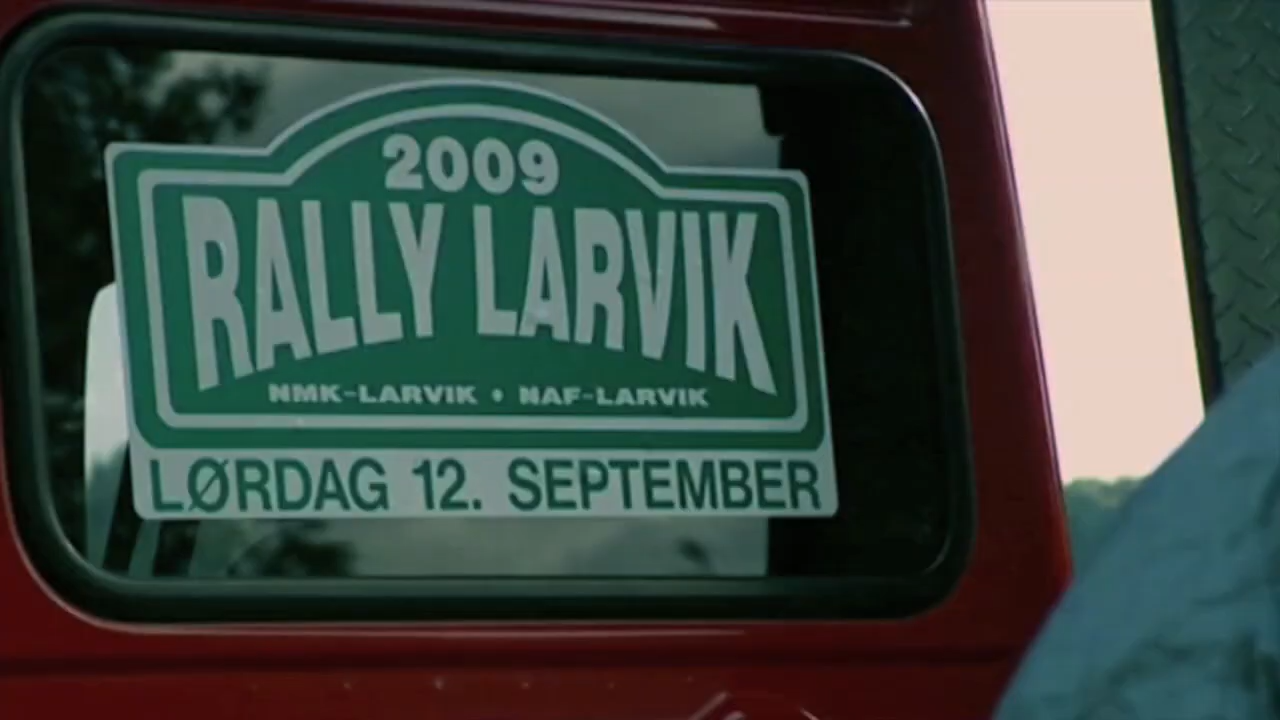 2009
RALLY LARVIK
NMK-LARVIK • NAF-LARVIK
LØRDAG 12. SEPTEMBER